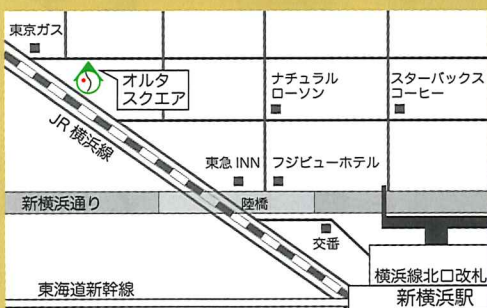 東京ガス
オルタ
スクエア
ナチュラル
ローソン
スターバックス
コーヒー
JR 横浜線
東急 INN
フジビューホテル
新横浜通り
陸橋
交番
横浜線北口改札
東海道新幹線
新横浜駅